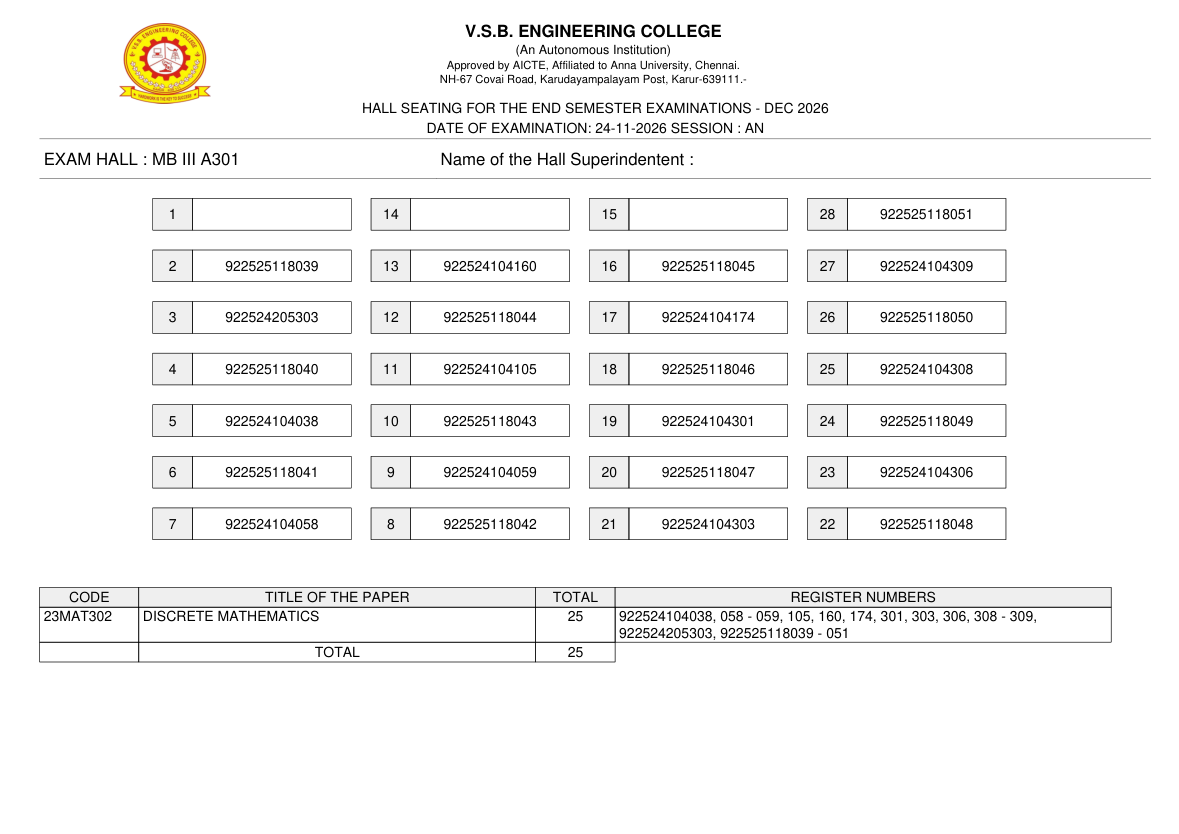 V.S.B. ENGINEERING COLLEGE
(An Autonomous Institution)
Approved by AICTE, Affiliated to Anna University, Chennai.
NH-67 Covai Road, Karudayampalayam Post, Karur-639111.-
HALL SEATING FOR THE END SEMESTER EXAMINATIONS - DEC 2026
DATE OF EXAMINATION: 24-11-2026 SESSION : AN
EXAM HALL : MB III A301 Name of the Hall Superintendent :
1 14 15 28 922525118051
2 922525118039 13 922524104160 16 922525118045 27 922524104309
3 922524205303 12 922525118044 17 922524104174 26 922525118050
4 922525118040 11 922524104105 18 922525118046 25 922524104308
5 922524104038 10 922525118043 19 922524104301 24 922525118049
6 922525118041 9 922524104059 20 922525118047 23 922524104306
7 922524104058 8 922525118042 21 922524104303 22 922525118048
CODE TITLE OF THE PAPER TOTAL REGISTER NUMBERS
23MAT302 DISCRETE MATHEMATICS 25 922524104038, 058 - 059, 105, 160, 174, 301, 303, 306, 308 - 309,
922524205303, 922525118039 - 051
TOTAL 25